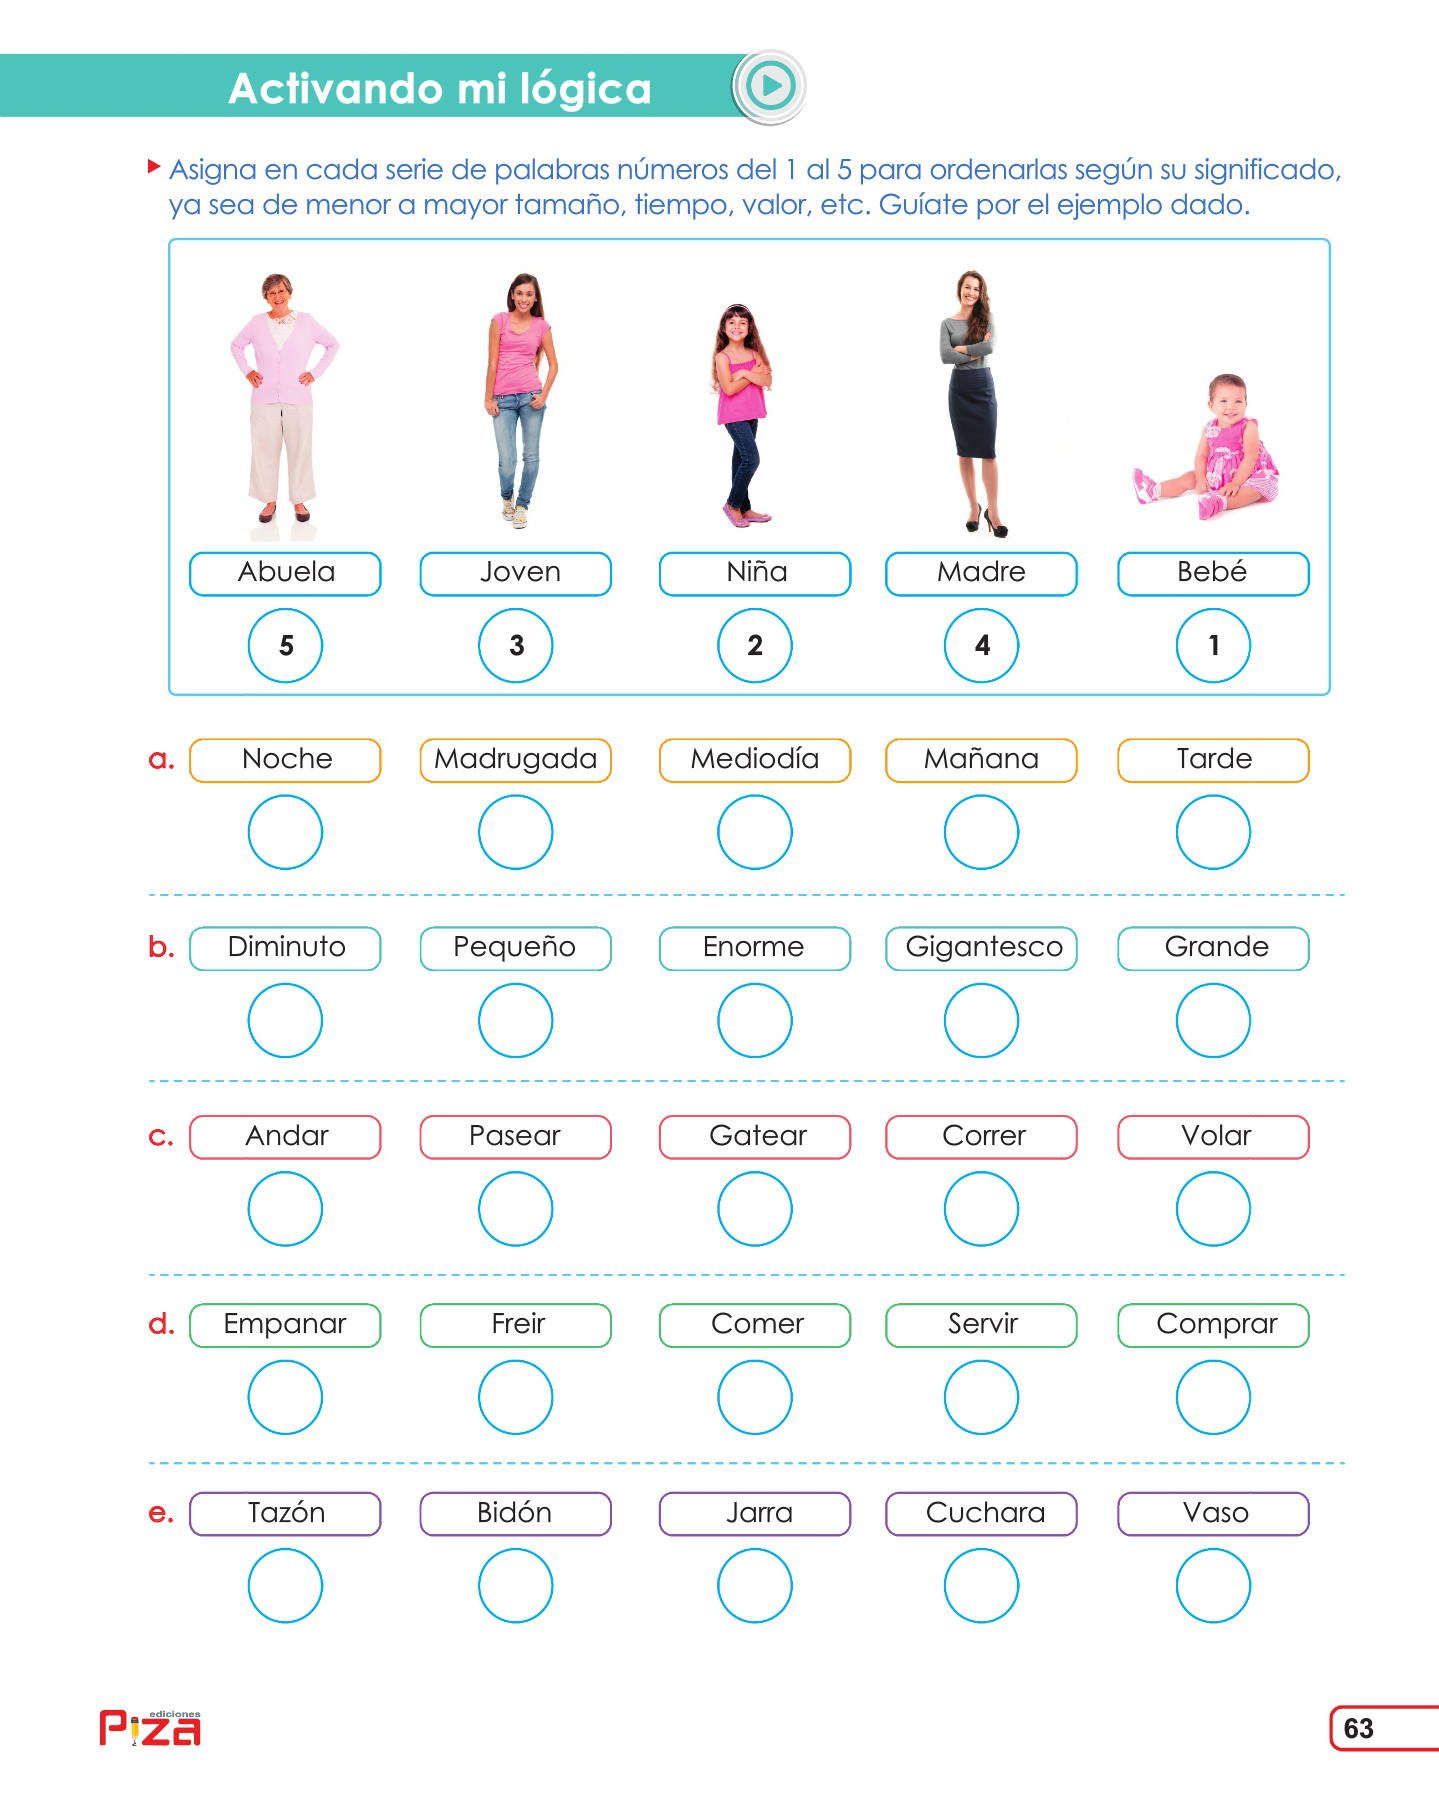 Activando mi lógica
Asigna en cada serie de palabras números del 1 al 5 para ordenarlas según su significado,
ya sea de menor a mayor tamaño, tiempo, valor, etc. Guíate por el ejemplo dado.
Abuela Joven Niña Madre Bebé
5 3 2 4 1
a. Noche Madrugada Mediodía Mañana Tarde
b. Diminuto Pequeño Enorme Gigantesco Grande
c. Andar Pasear Gatear Correr Volar
d. Empanar Freir Comer Servir Comprar
e. Tazón Bidón Jarra Cuchara Vaso
ediciones
Piza
63